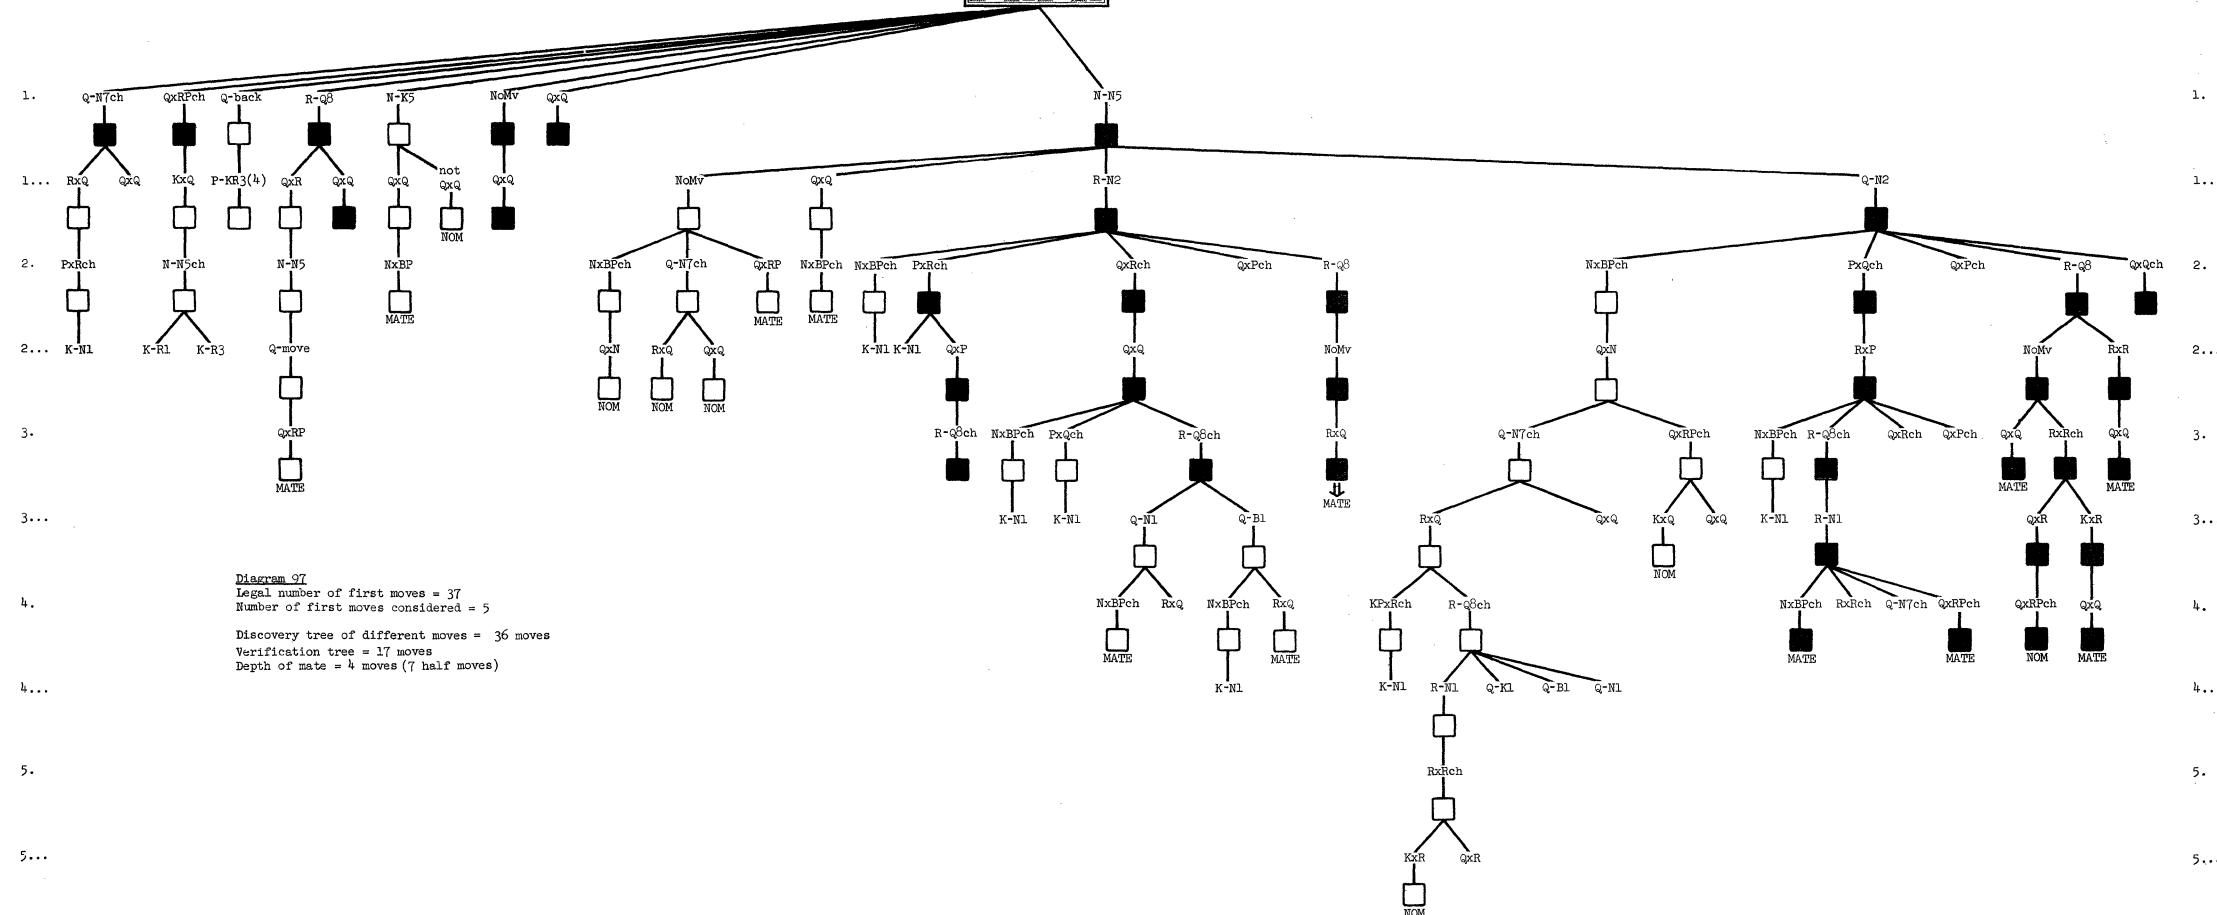 1. Q-N7ch QxRPch Q-back R-Q8 N-K5 NoMv QxQ N-N5 1.
not
1... RxQ QxQ KxQ P-KR3(4) QxR QxQ QxQ QxQ QxQ NoMv QxQ R-N2 Q-N2 1..
NOM
2. PxRch N-N5ch N-N5 NxBP NxBPch Q-N7ch QxRP NxBPch NxBPch PxRch QxRch QxPch R-Q8 NxBPch PxQch QxPch R-Q8 QxQch 2.
MATE MATE MATE
2... K-N1 K-R1 K-R3 Q-move QxN RxQ QxQ K-N1 K-N1 QxP QxQ NoMv QxN RxP NoMv RxR 2..
NOM NOM NOM
3. QxRP R-Q8ch NxBPch PxQch R-Q8ch RxQ Q-N7ch QxRPch NxBPch R-Q8ch QxRch QxPch QxQ RxRch QxQ 3.
MATE MATE MATE MATE
3... K-N1 K-N1 Q-N1 Q-B1 RxQ QxQ KxQ QxQ K-N1 R-N1 QxR KxR 3..
NOM
Diagram 97
Legal number of first moves = 37
Number of first moves considered = 5
4. NxBPch RxQ NxBPch RxQ KPxRch R-Q8ch NxBPch RxRch Q-N7ch QxRPch QxRPch QxQ 4.
Discovery tree of different moves = 36 moves
Verification tree = 17 moves
Depth of mate = 4 moves (7 half moves)
MATE MATE MATE MATE NOM MATE
4... K-N1 K-N1 R-N1 Q-K1 Q-B1 Q-N1 4..
5. RxRch 5.
5... KxR QxR 5..
NOM